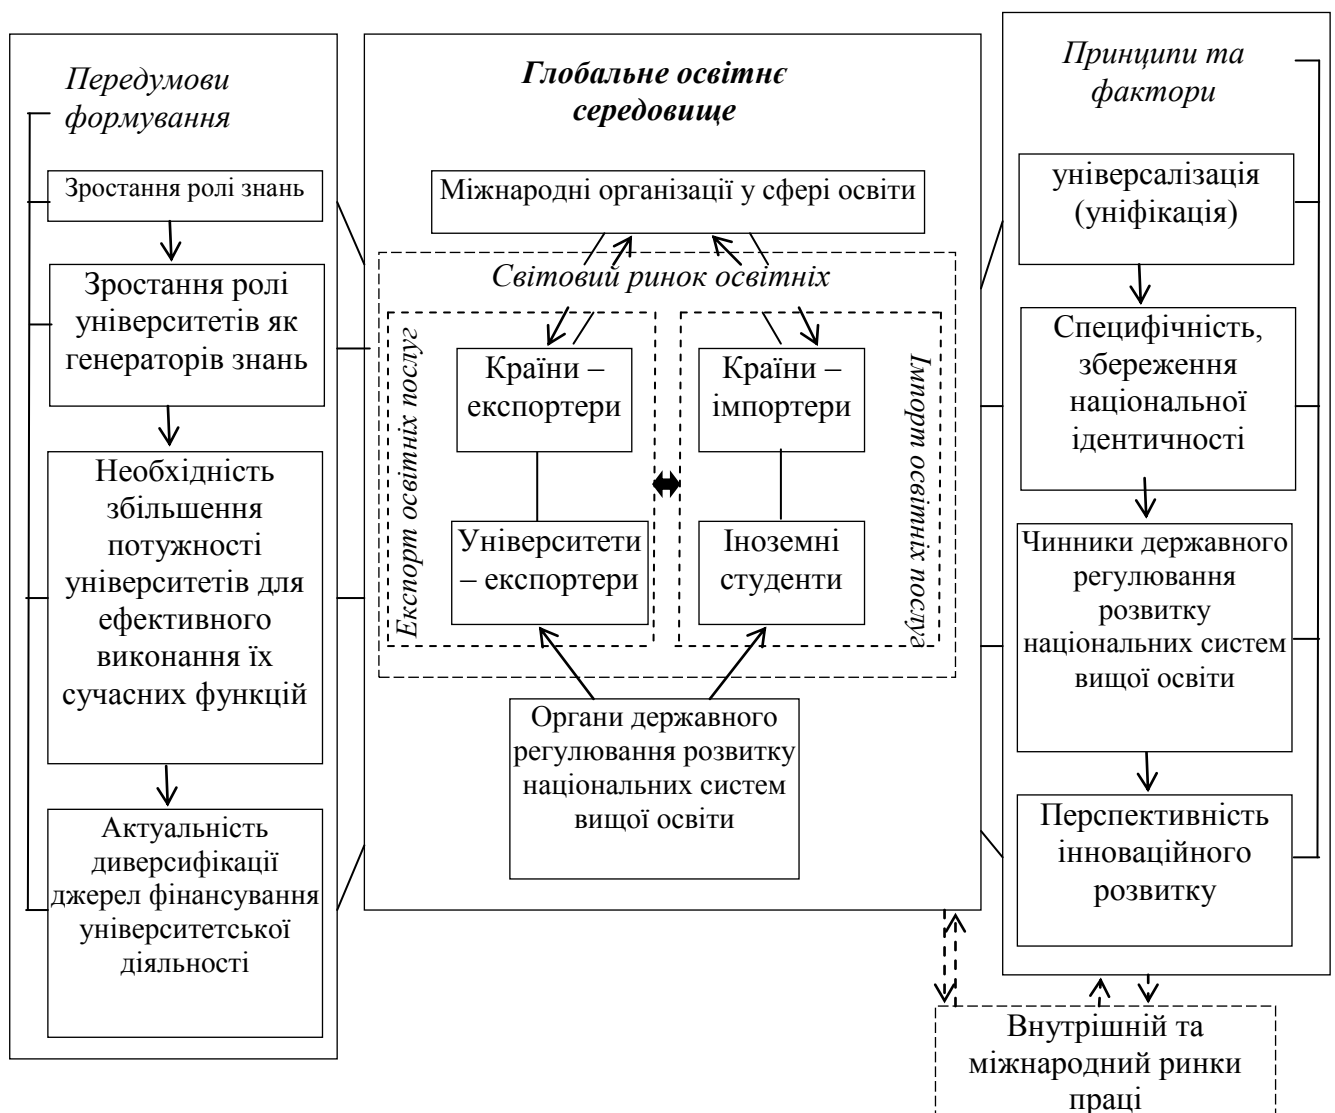 Передумови
формування
Зростання ролі знань
Зростання ролі
університетів як
генераторів знань
Необхідність
збільшення
потужності
університетів для
ефективного
виконання їх
сучасних функцій
Актуальність
диверсифікації
джерел фінансування
університетської
діяльності
Глобальне освітнє
середовище
Міжнародні організації у сфері освіти
Світовий ринок освітніх
Експорт освітніх послуг
Країни –
експортери
Університети
– експортери
Країни –
імпортери
Іноземні
студенти
Імпорт освітніх послуг
Органи державного
регулювання розвитку
національних систем
вищої освіти
Принципи та
фактори
універсалізація
(уніфікація)
Специфічність,
збереження
національної
ідентичності
Чинники державного
регулювання
розвитку
національних систем
вищої освіти
Перспективність
інноваційного
розвитку
Внутрішній та
міжнародний ринки
праці